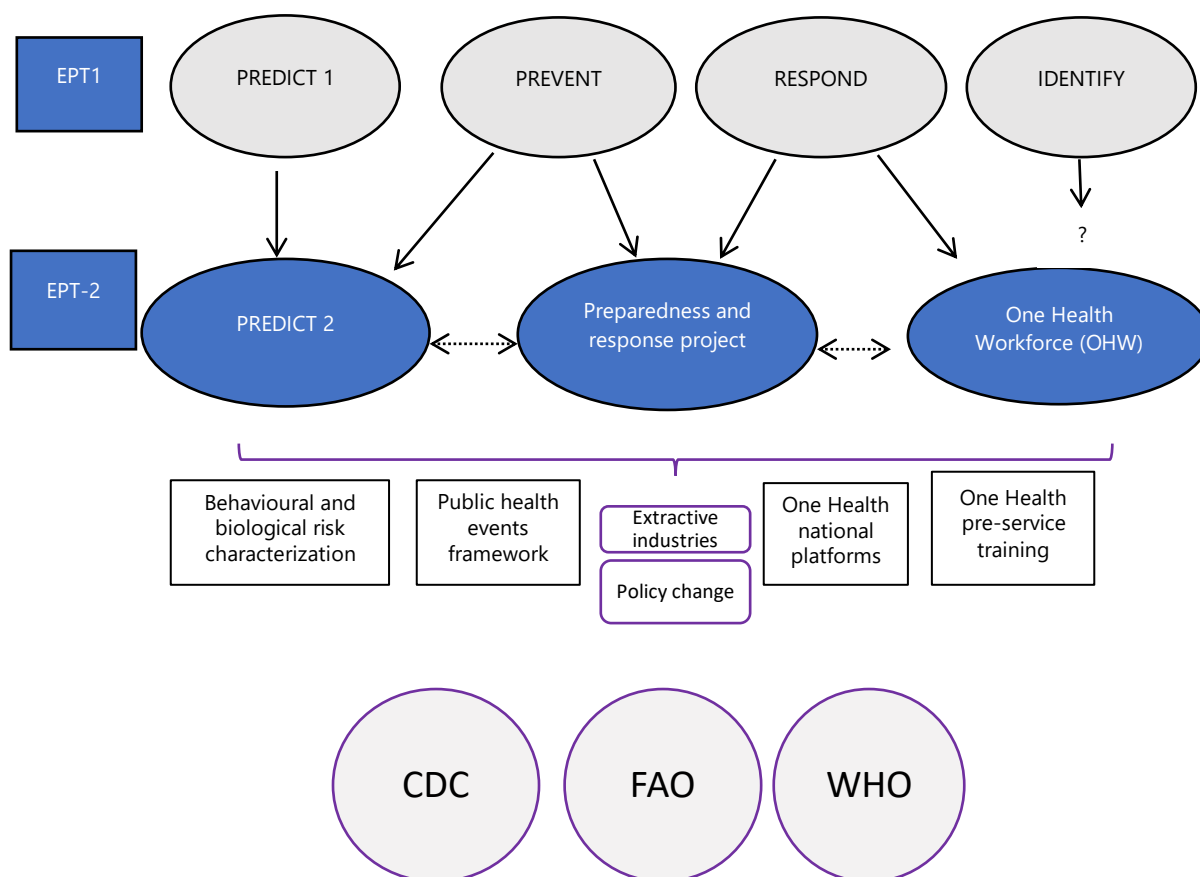 EPT1
PREDICT 1
PREVENT
RESPOND
IDENTIFY
?
EPT-2
PREDICT 2
Preparedness and
response project
One Health
Workforce (OHW)
Behavioural and
biological risk
characterization
Public health
events
framework
Extractive
industries
Policy change
One Health
national
platforms
One Health
pre-service
training
CDC
FAO
WHO